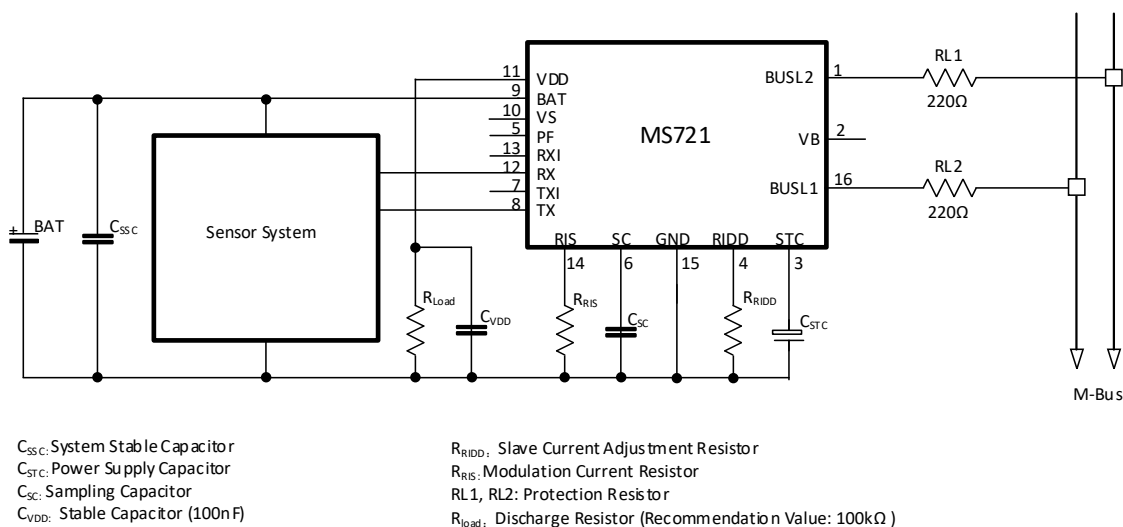 MS721
11 VDD
9 BAT
10 VS
5 PF
13 RXI
12 RX
7 TXI
8 TX
BUSL2 1
VB 2
BUSL1 16
RL1
220Ω
RL2
220Ω
RIS SC GND RIDD STC
14 6 15 4 3
+ BAT
CSSC
Sensor System
RLoad
CVDD
RRIS
CSC
RRIDD
CSTC
M-Bus
CSSC: System Stable Capacitor
CSTC: Power Supply Capacitor
CSC: Sampling Capacitor
CVDD: Stable Capacitor (100nF)
RRIDD: Slave Current Adjustment Resistor
RRIS: Modulation Current Resistor
RL1, RL2: Protection Resistor
Rload: Discharge Resistor (Recommendation Value: 100kΩ )